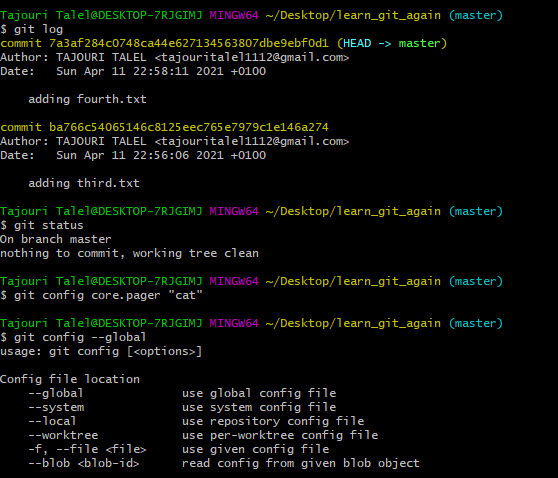 Tajouri Talel@DESKTOP-7RJGIMJ MINGW64 ~/Desktop/learn_git_again (master)
$ git log
commit 7a3af284c0748ca44e627134563807dbe9ebf0d1 (HEAD -> master)
Author: TAJOURI TALEL <tajouritalel1112@gmail.com>
Date:   Sun Apr 11 22:58:11 2021 +0100

    adding fourth.txt

commit ba766c54065146c8125eec765e7979c1e146a274
Author: TAJOURI TALEL <tajouritalel1112@gmail.com>
Date:   Sun Apr 11 22:56:06 2021 +0100

    adding third.txt

Tajouri Talel@DESKTOP-7RJGIMJ MINGW64 ~/Desktop/learn_git_again (master)
$ git status
On branch master
nothing to commit, working tree clean

Tajouri Talel@DESKTOP-7RJGIMJ MINGW64 ~/Desktop/learn_git_again (master)
$ git config core.pager "cat"

Tajouri Talel@DESKTOP-7RJGIMJ MINGW64 ~/Desktop/learn_git_again (master)
$ git config --global
usage: git config [<options>]

Config file location
    --global              use global config file
    --system              use system config file
    --local               use repository config file
    --worktree            use per-worktree config file
    -f, --file <file>     use given config file
    --blob <blob-id>      read config from given blob object